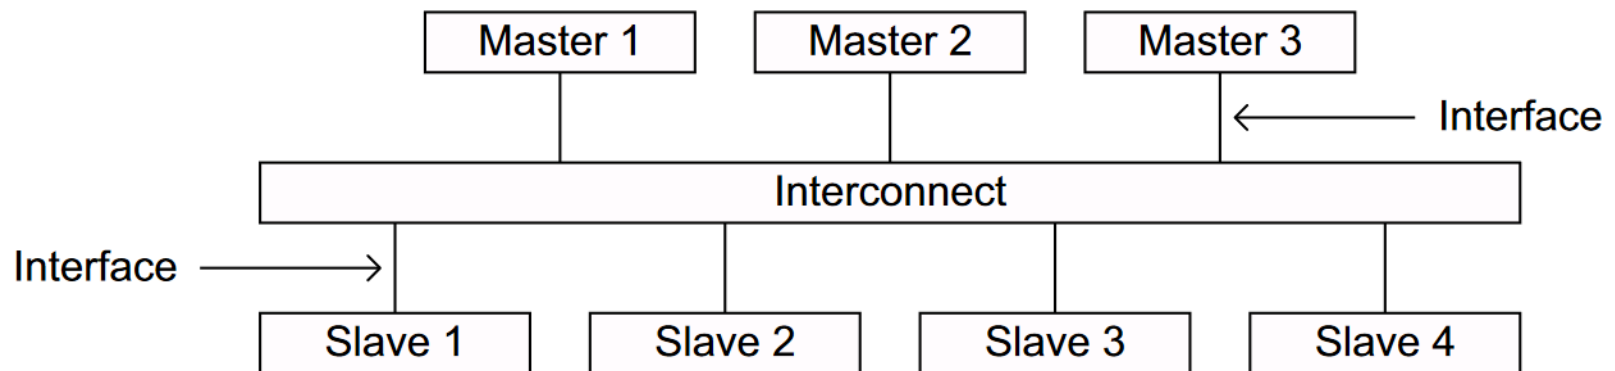 Master 1
Master 2
Master 3
Interface
Interconnect
Interface
Slave 1
Slave 2
Slave 3
Slave 4